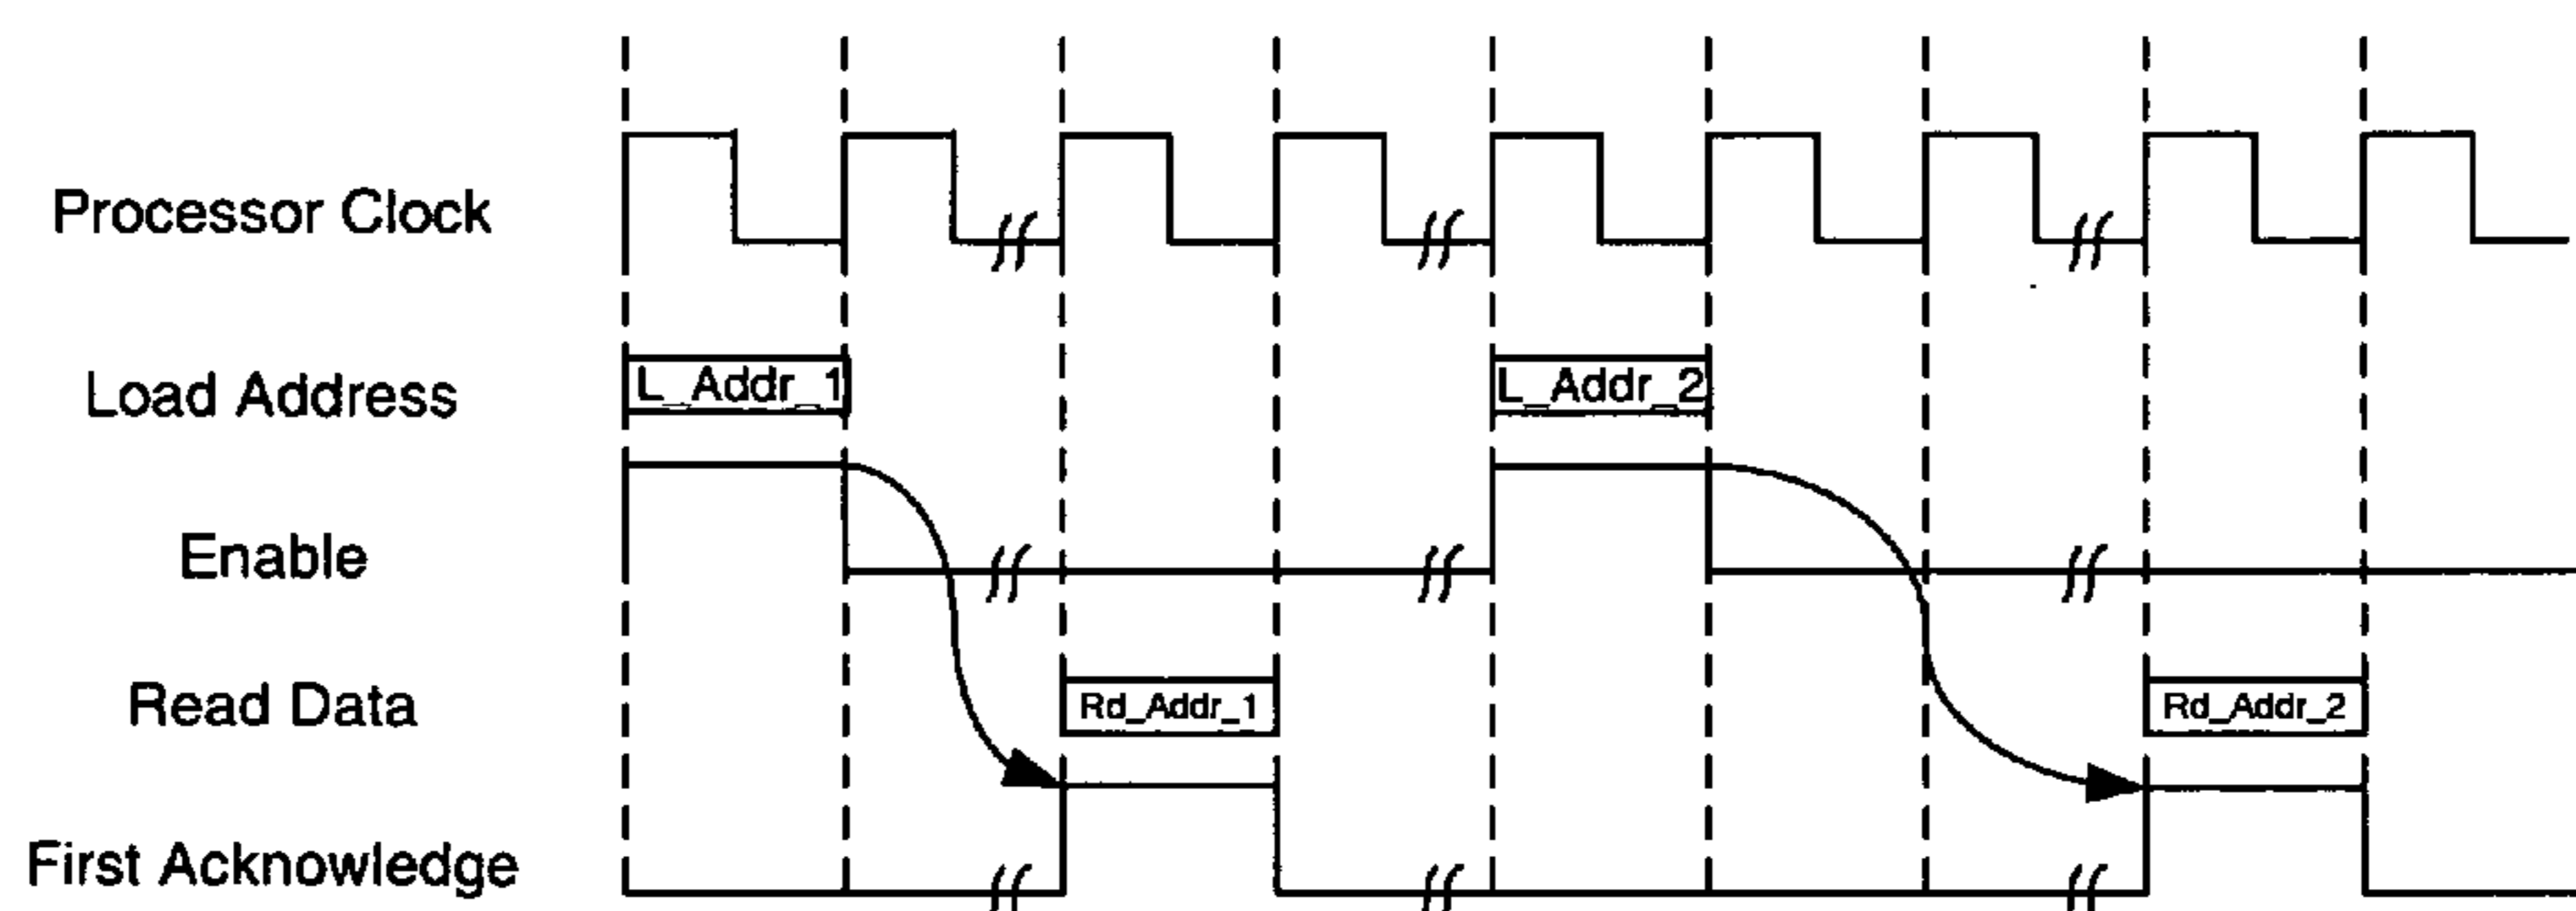 Processor Clock
Load Address
L_Addr_1
L_Addr_2
Enable
Read Data
Rd_Addr_1
Rd_Addr_2
First Acknowledge